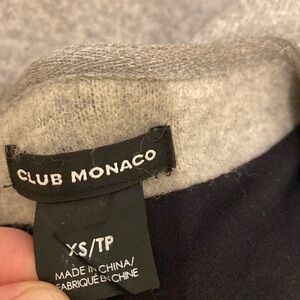 CLUB MONACO
XS/TP
MADE IN CHINA/
FABRIQUÉ EN CHINE